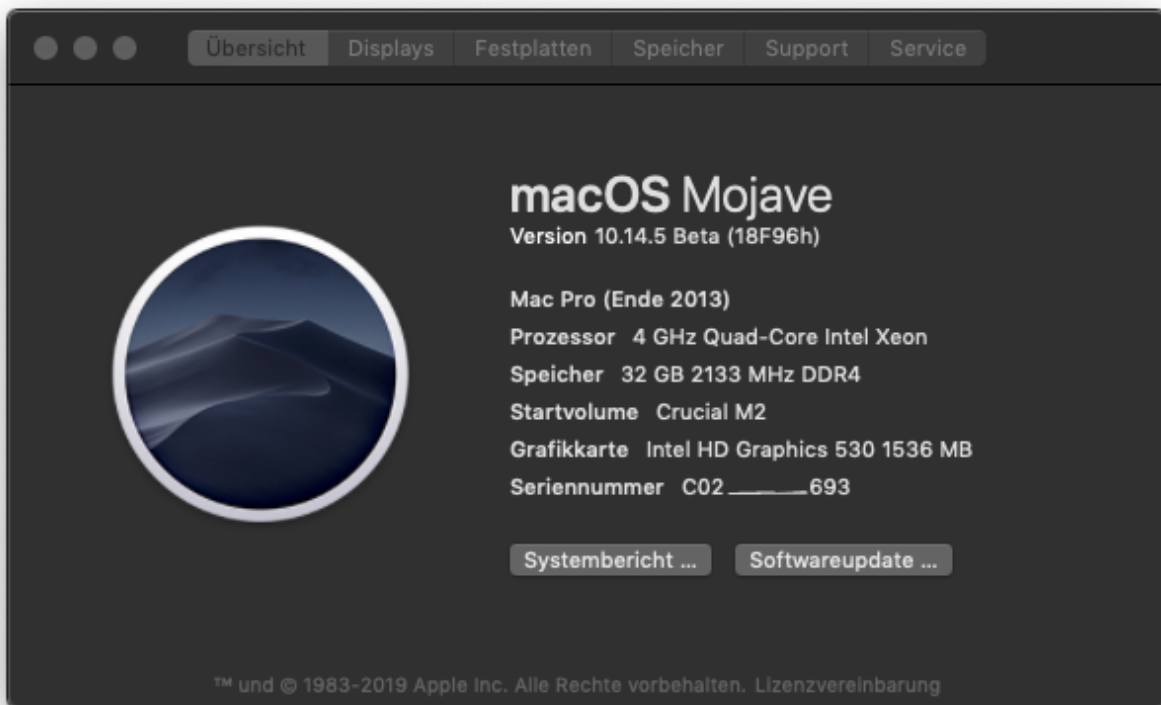 Übersicht Displays Festplatten Speicher Support Service
macOS Mojave
Version 10.14.5 Beta (18F96h)
Mac Pro (Ende 2013)
Prozessor 4 GHz Quad-Core Intel Xeon
Speicher 32 GB 2133 MHz DDR4
Startvolume Crucial M2
Grafikkarte Intel HD Graphics 530 1536 MB
Seriennummer C02 693
Systembericht ... Softwareupdate ...
™ und © 1983-2019 Apple Inc. Alle Rechte vorbehalten. Lizenzvereinbarung